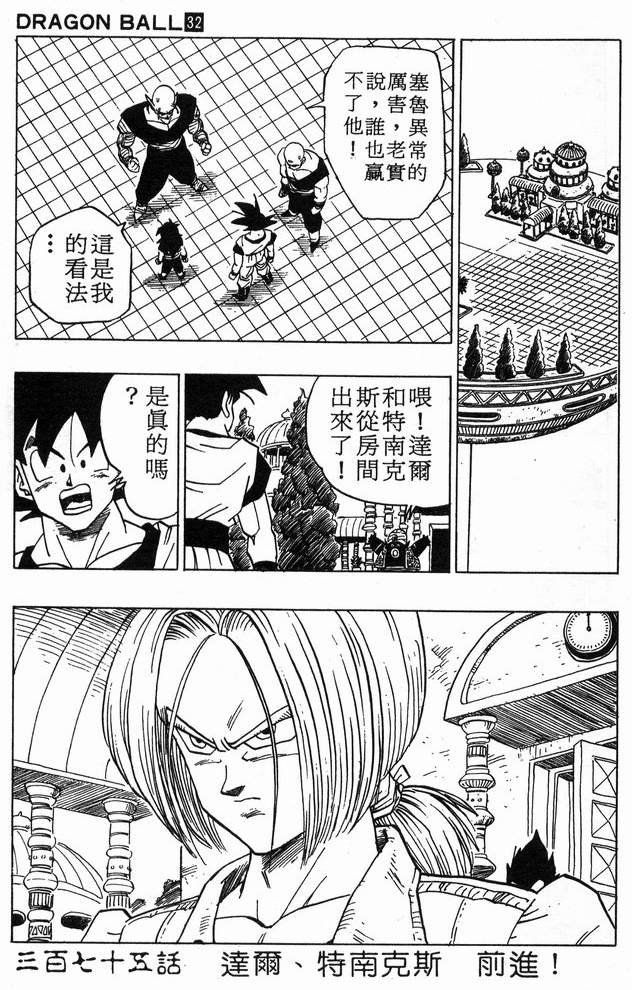 DRAGON BALL 32
塞魯異常的
厲害，老實
說，誰也贏
不了他！
這是我
的看法
…
喂！達爾
和特南克
斯從房間
出來了！
是眞的嗎
？
三百七十五話 達爾、特南克斯 前進！